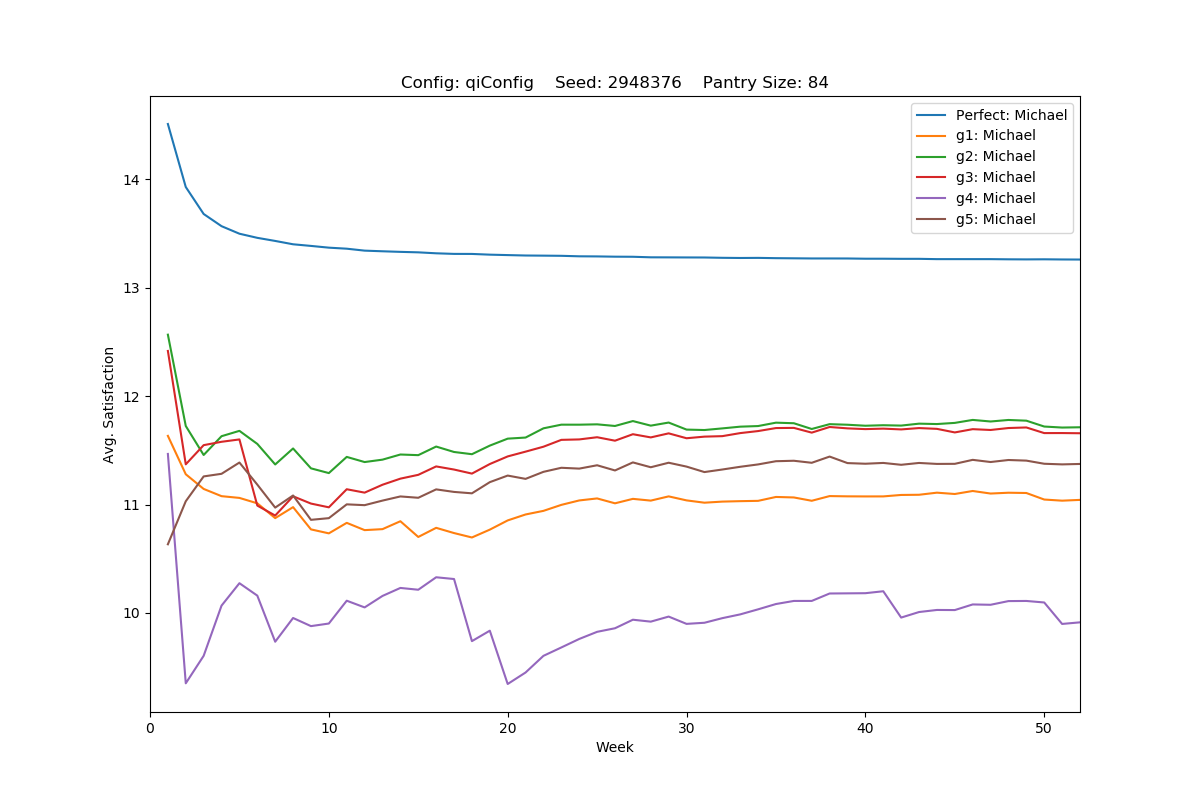 Config: qiConfig    Seed: 2948376    Pantry Size: 84
Perfect: Michael
g1: Michael
g2: Michael
g3: Michael
g4: Michael
g5: Michael
Avg. Satisfaction
14
13
12
11
10
0 10 20 30 40 50
Week